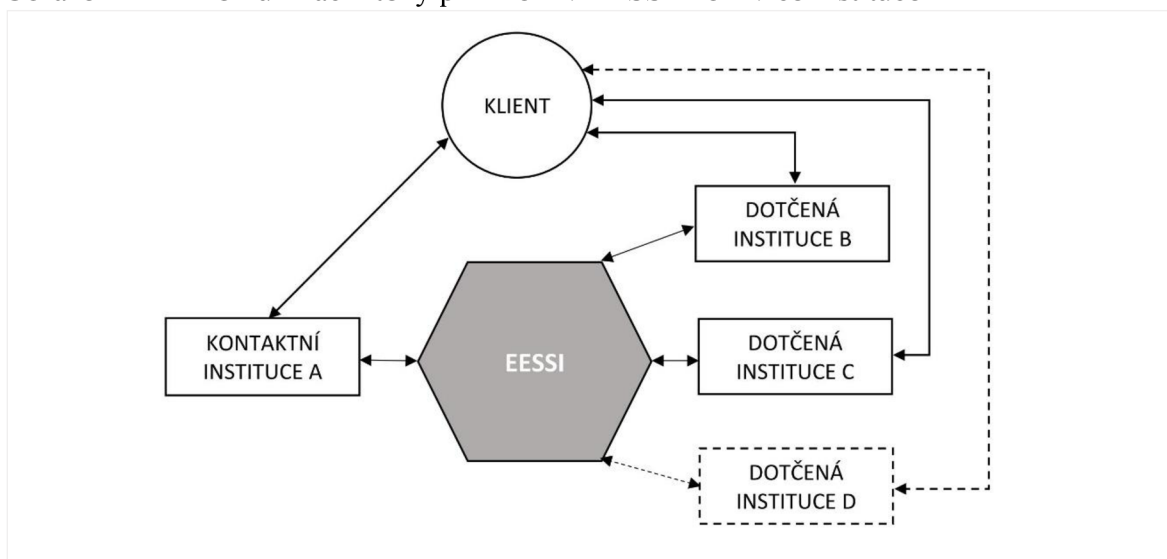 KLIENT
DOTČENÁ
INSTITUCE B
KONTAKTNÍ
INSTITUCE A
EESSI
DOTČENÁ
INSTITUCE C
DOTČENÁ
INSTITUCE D